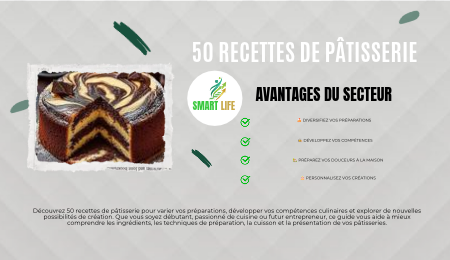 50 RECETTES DE PÂTISSERIE
SMART LIFE
AVANTAGES DU SECTEUR
DIVERSIFIEZ VOS PRÉPARATIONS
DÉVELOPPEZ VOS COMPÉTENCES
PRÉPAREZ VOS DOUCEURS À LA MAISON
PERSONNALISEZ VOS CRÉATIONS
Découvrez 50 recettes de pâtisserie pour varier vos préparations, développer vos compétences culinaires et explorer de nouvelles
possibilités de création. Que vous soyez débutant, passionné de cuisine ou futur entrepreneur, ce guide vous aide à mieux
comprendre les ingrédients, les techniques de préparation, la cuisson et la présentation de vos pâtisseries.